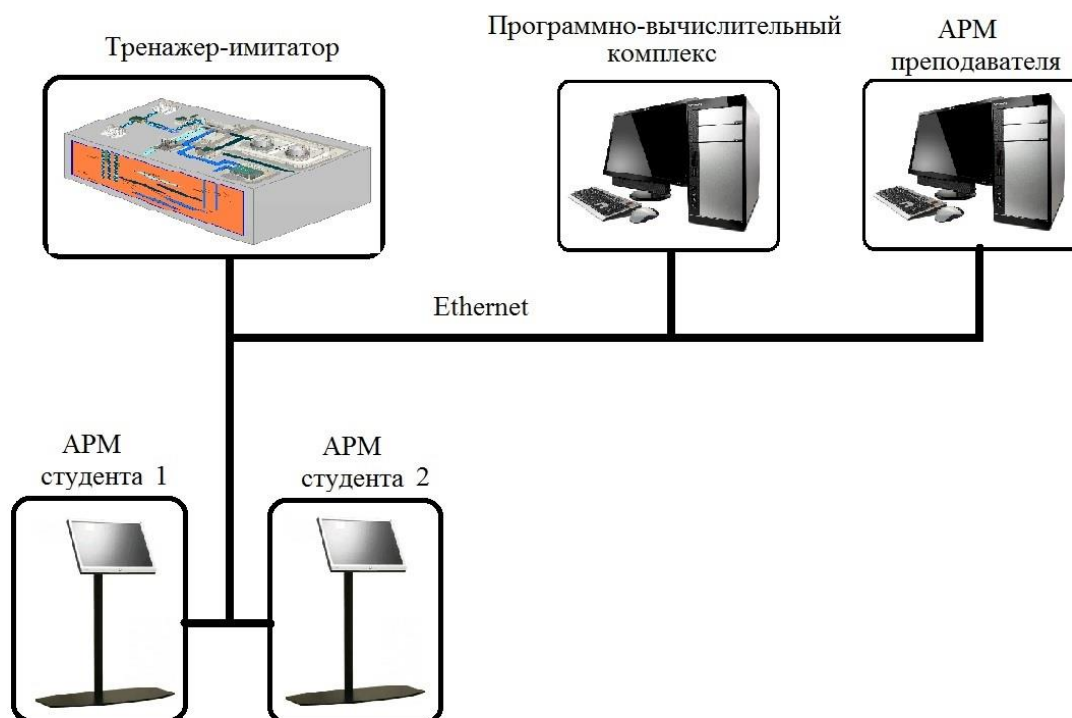 Тренажер-имитатор
Программно-вычислительный
комплекс
АРМ
преподавателя
Ethernet
АРМ
студента 1
АРМ
студента 2